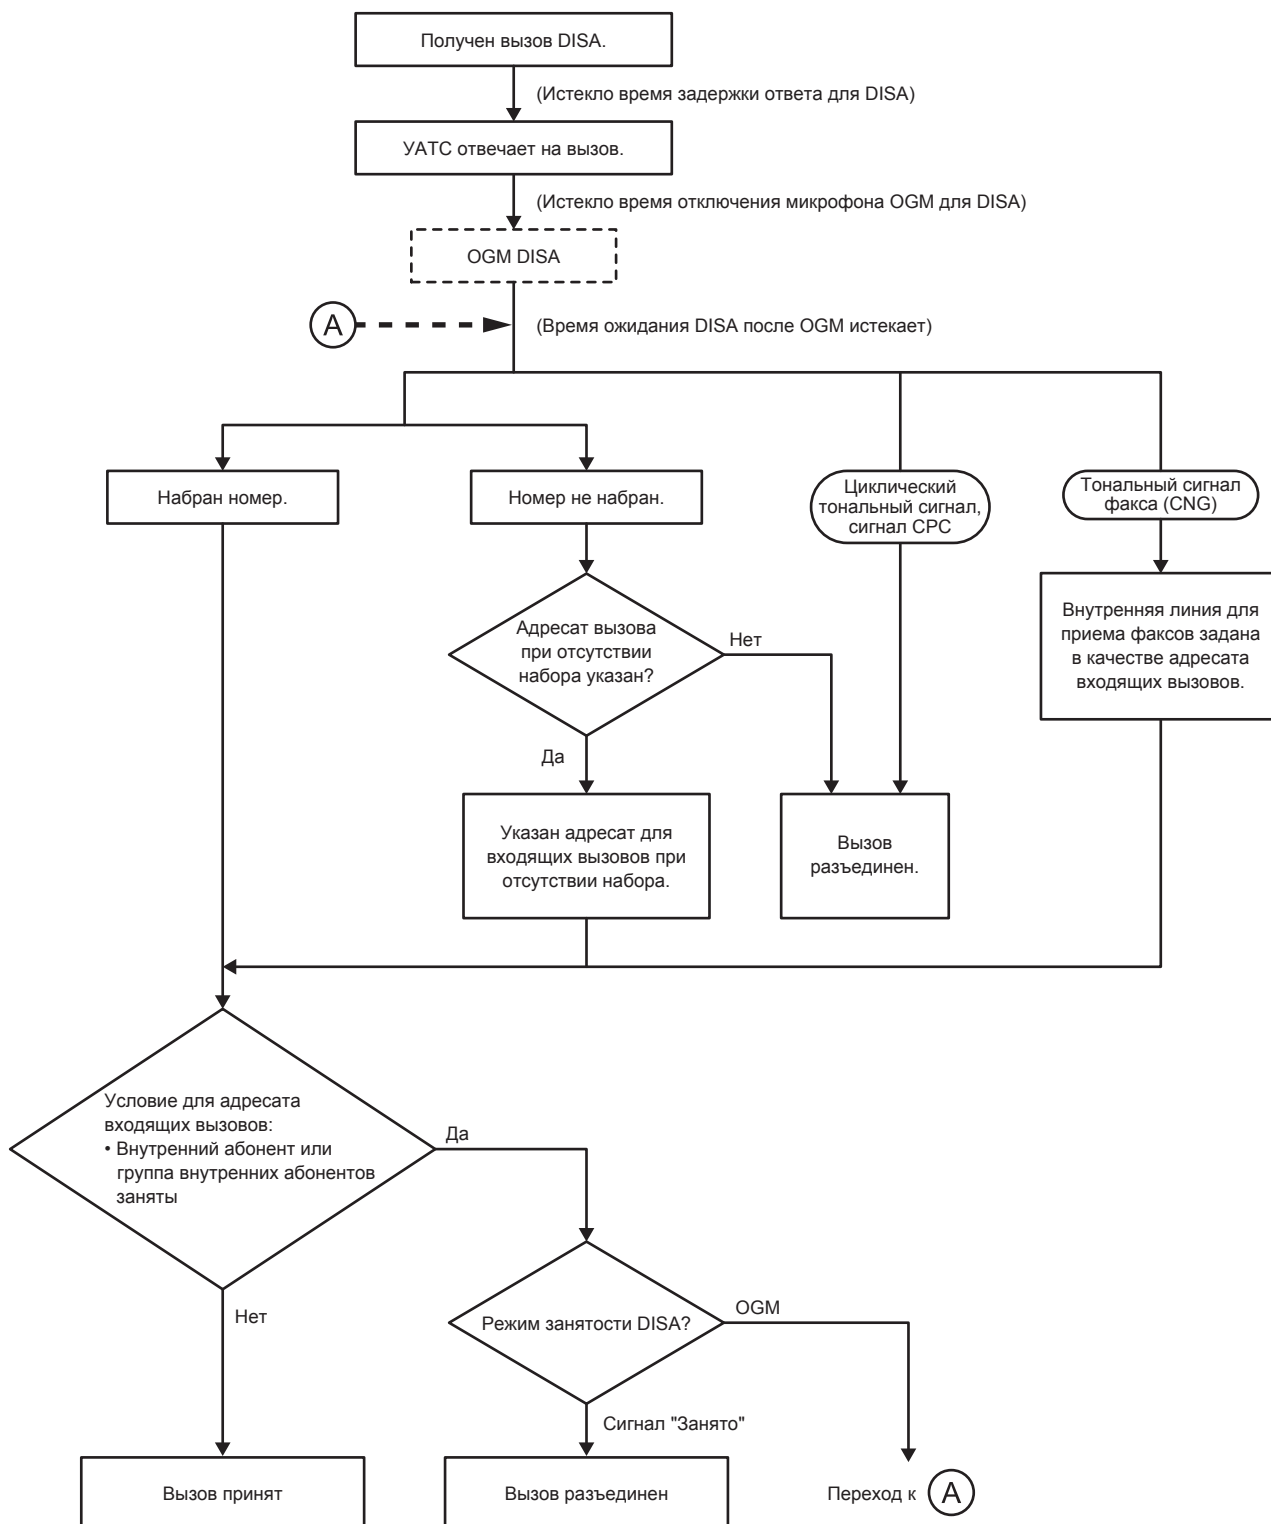 Получен вызов DISA.
(Истекло время задержки ответа для DISA)
УАТС отвечает на вызов.
(Истекло время отключения микрофона OGM для DISA)
OGM DISA
A
(Время ожидания DISA после OGM истекает)
Набран номер.
Номер не набран.
Циклический
тональный сигнал,
сигнал CPC
Тональный сигнал
факса (CNG)
Адресат вызова
при отсутствии
набора указан?
Нет
Да
Внутренняя линия для
приема факсов задана
в качестве адресата
входящих вызовов.
Указан адресат для
входящих вызовов при
отсутствии набора.
Вызов
разъединен.
Условие для адресата
входящих вызовов:
• Внутренний абонент или
группа внутренних абонентов
заняты
Да
Нет
Режим занятости DISA?
OGM
Сигнал "Занято"
Вызов принят
Вызов разъединен
Переход к A